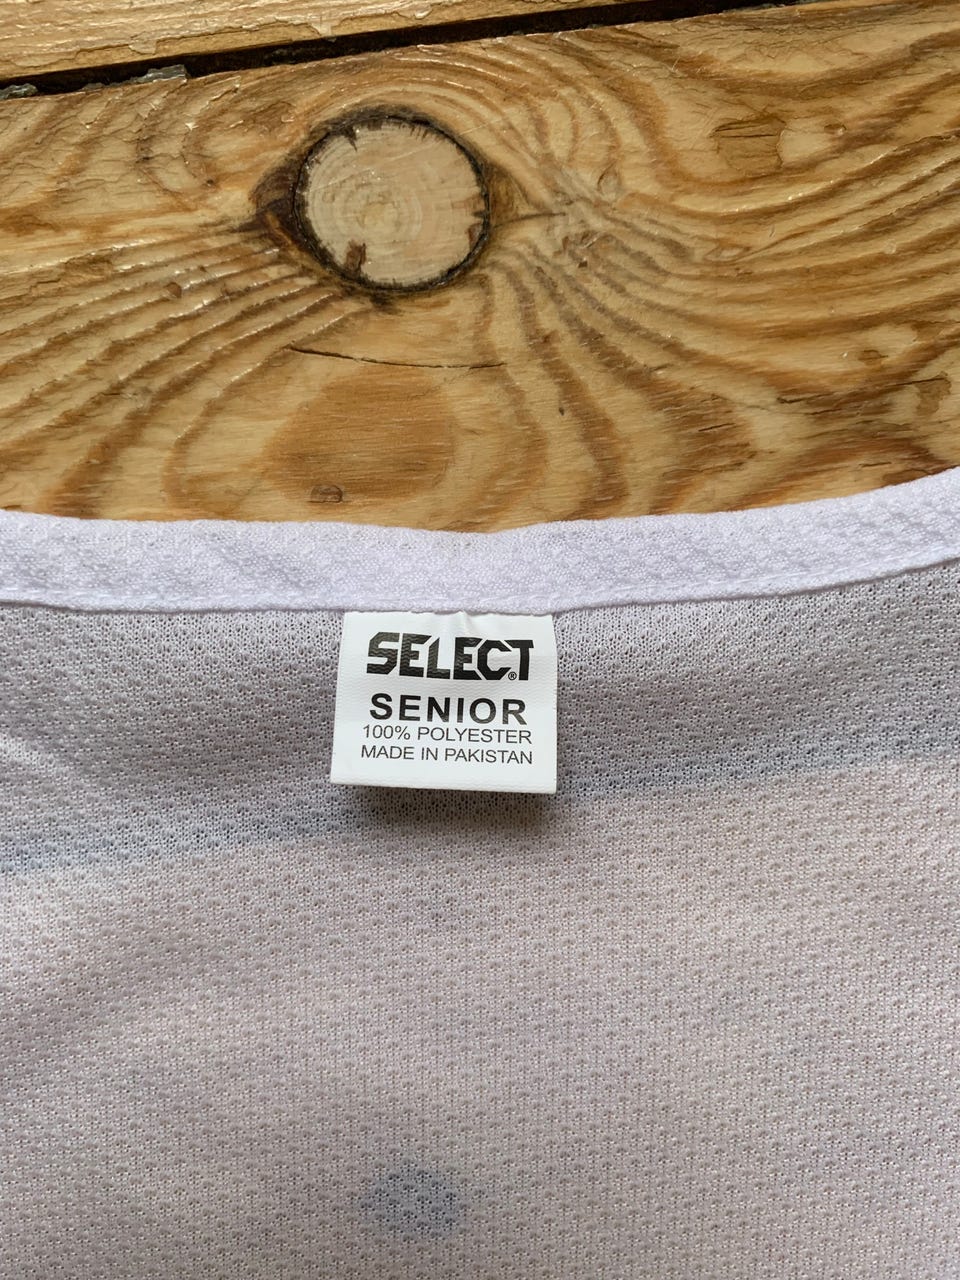 SELECT®
SENIOR
100% POLYESTER
MADE IN PAKISTAN